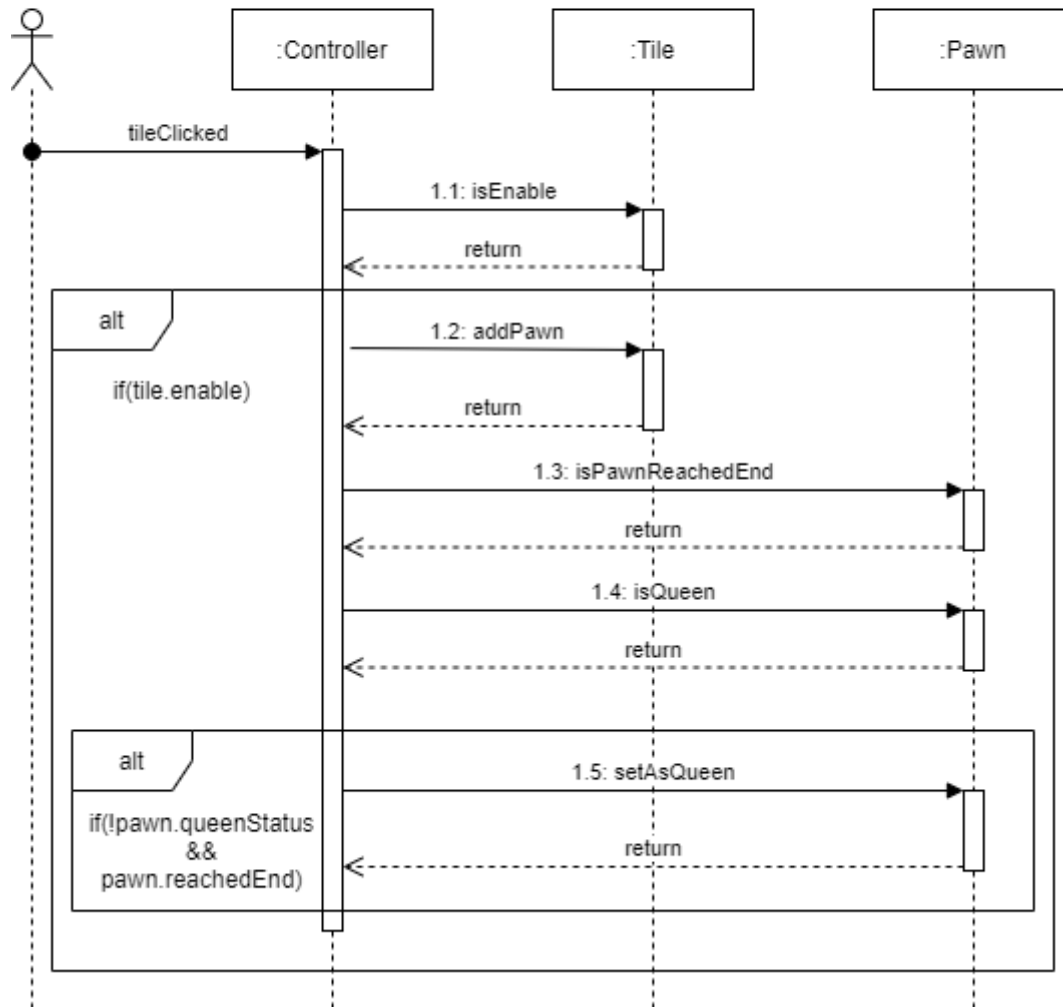 :Controller
:Tile
:Pawn
tileClicked
1.1: isEnable
return
alt
1.2: addPawn
if(tile.enable)
return
1.3: isPawnReachedEnd
return
1.4: isQueen
return
alt
1.5: setAsQueen
if(!pawn.queenStatus
&&
pawn.reachedEnd)
return